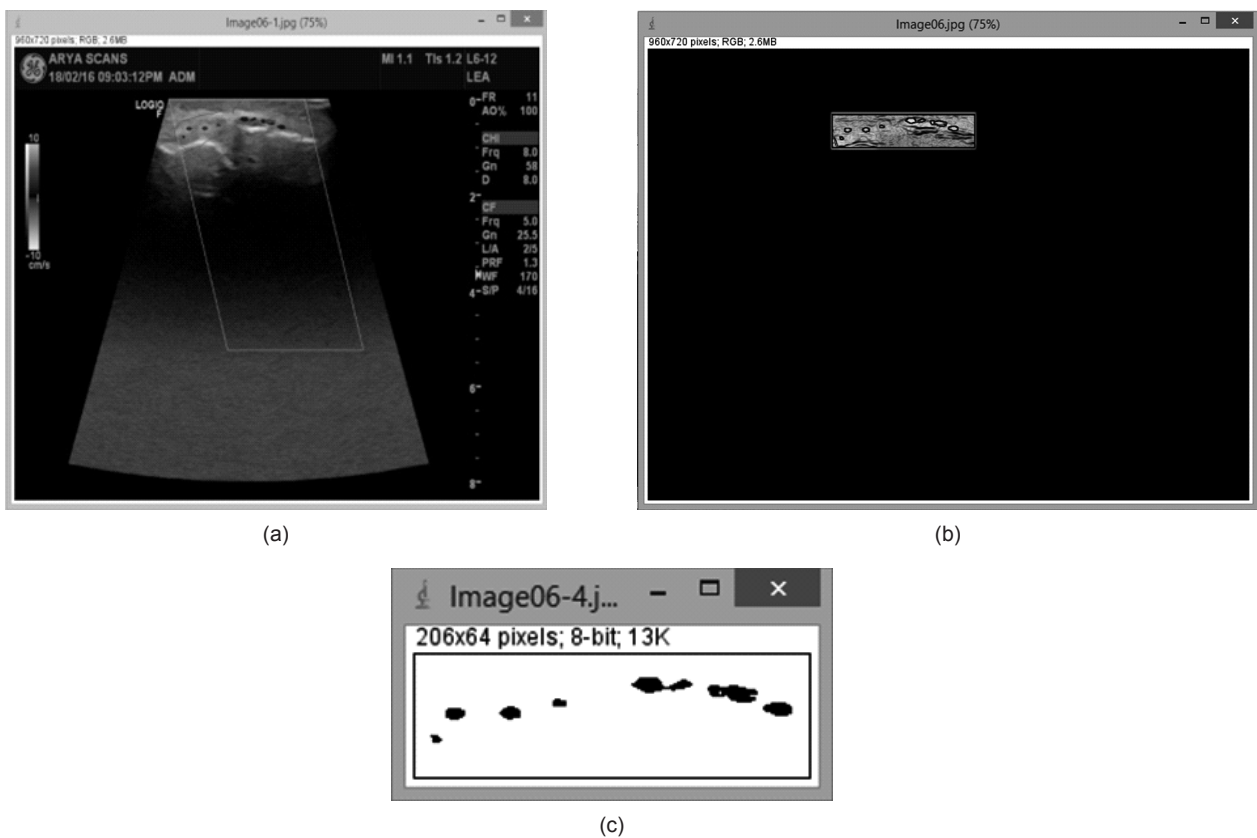 Image06-1.jpg (75%)
960x720 pixels; RGB; 2.6MB
ARYA SCANS
18/02/16 09:03:12PM ADM
MI 1.1 TIs 1.2 L6-12
LEA
LOGIQ
F
10
-10
cm/s
0
2
4
6
8
FR 11
AO% 100
CHI
Frq 8.0
Gn 58
D 8.0
CF
Frq 5.0
Gn 25.5
L/A 2/5
PRF 1.3
WF 170
S/P 4/16
(a)
Image06.jpg (75%)
960x720 pixels; RGB; 2.6MB
(b)
Image06-4.j...
206x64 pixels; 8-bit; 13K
(c)